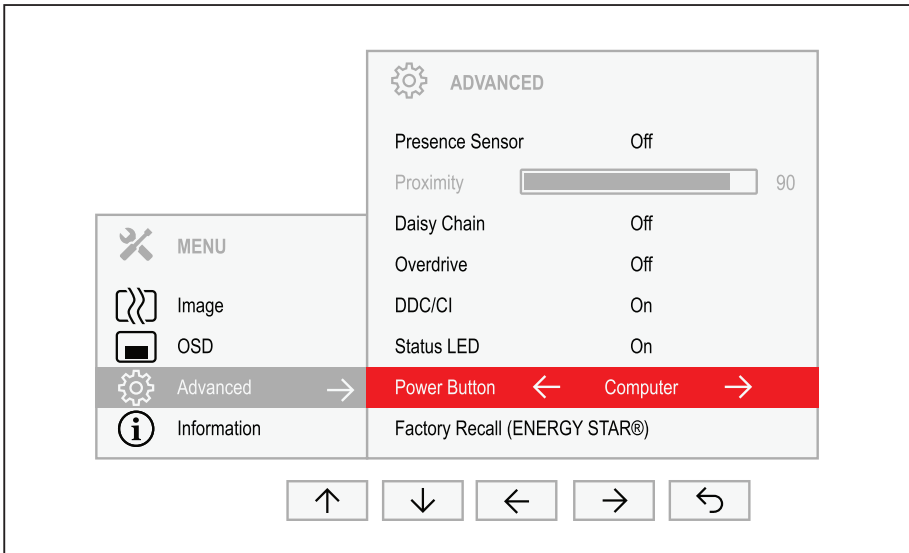 ADVANCED
Presence Sensor Off
Proximity 90
Daisy Chain Off
Overdrive Off
DDC/CI On
Status LED On
Power Button ← Computer →
Factory Recall (ENERGY STAR®)
MENU
Image
OSD
Advanced →
Information
↑ ↓ ← → ↩